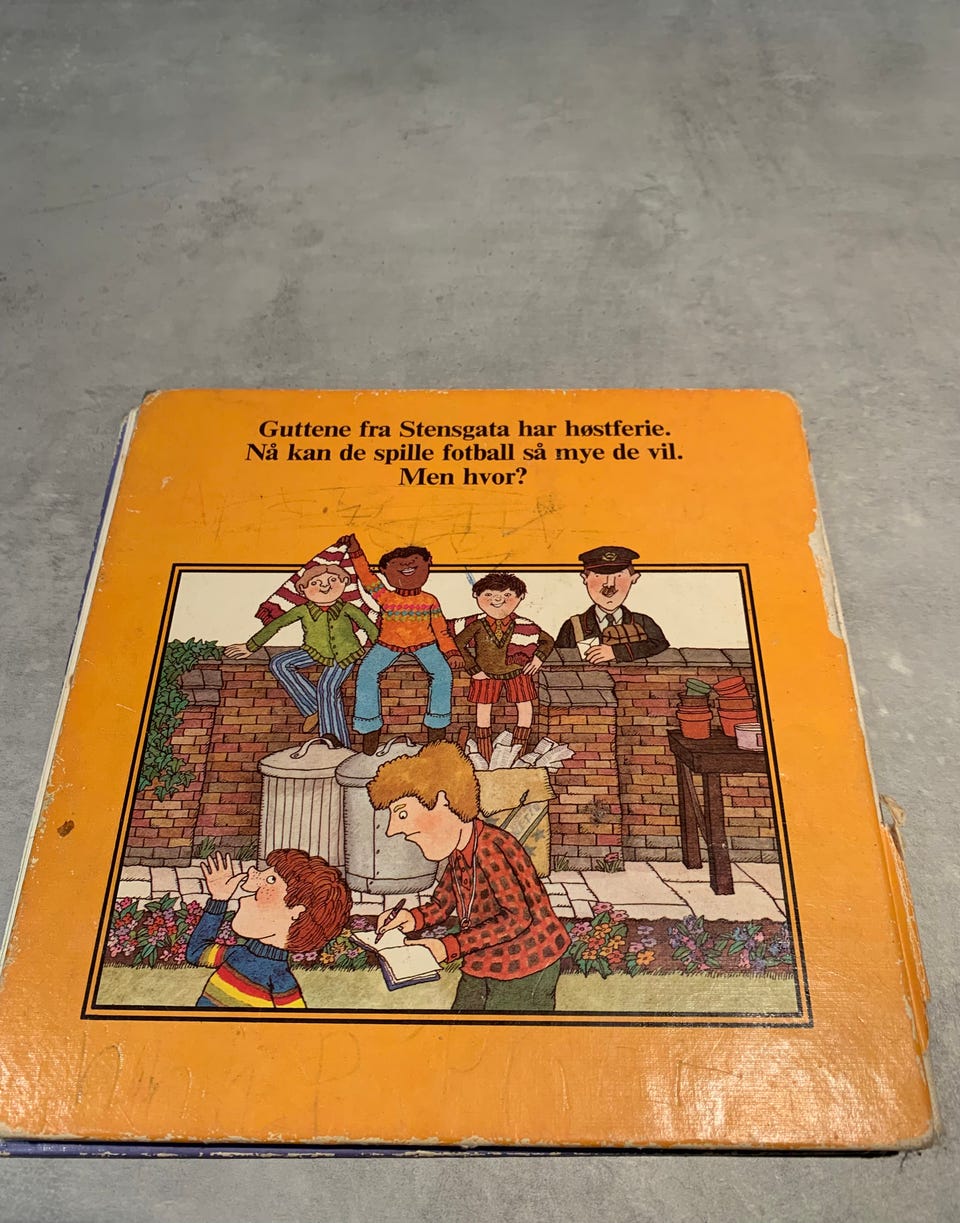 Guttene fra Stensgata har høstferie.
Nå kan de spille fotball så mye de vil.
Men hvor?